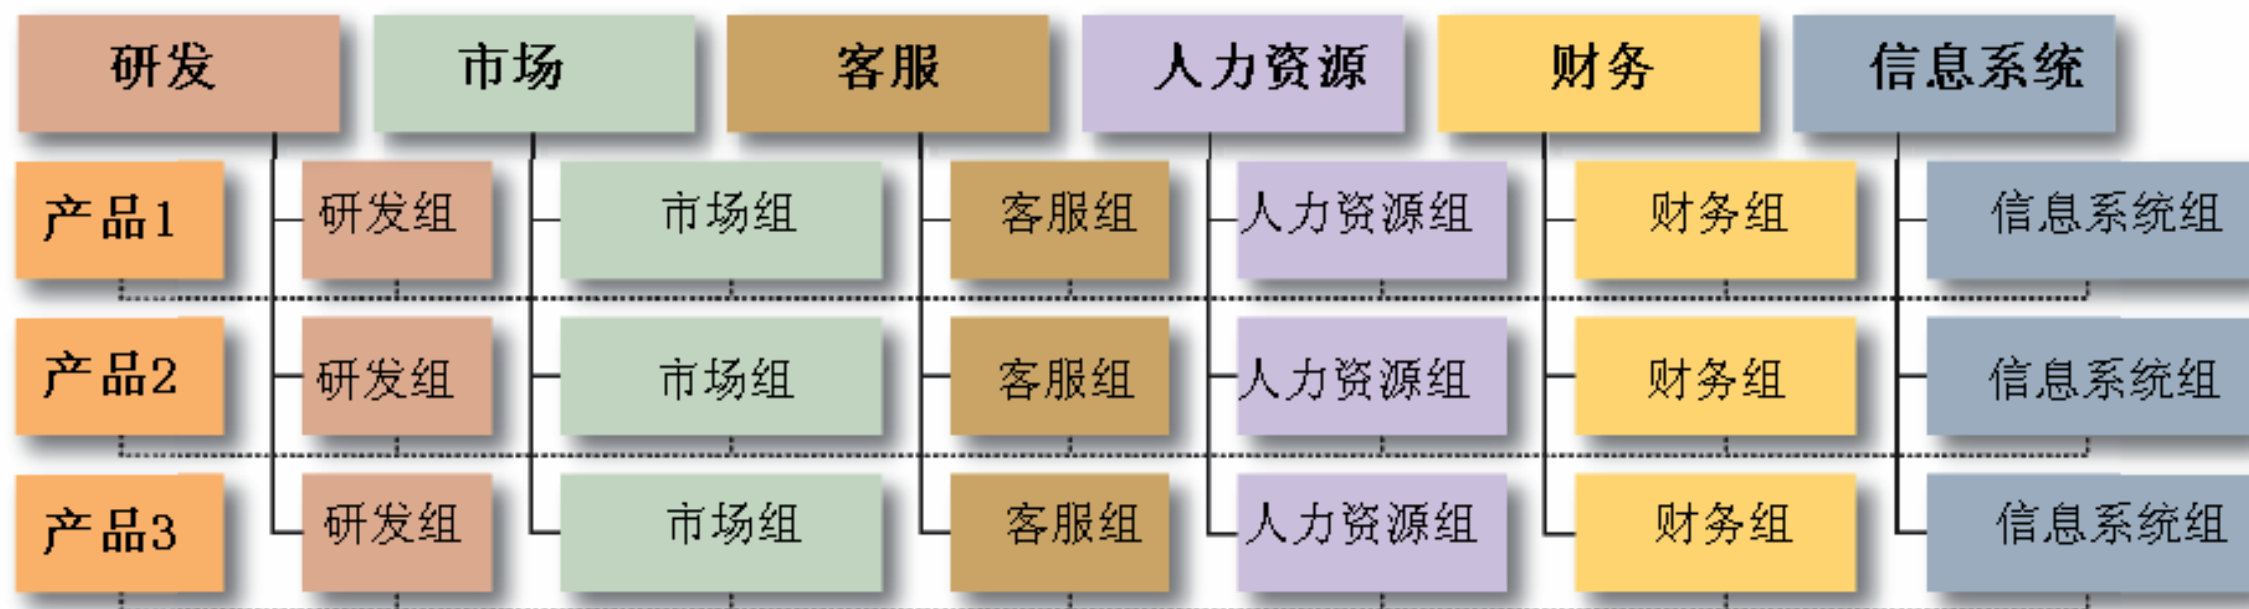 研发 市场 客服 人力资源 财务 信息系统
产品1 研发组 市场组 客服组 人力资源组 财务组 信息系统组
产品2 研发组 市场组 客服组 人力资源组 财务组 信息系统组
产品3 研发组 市场组 客服组 人力资源组 财务组 信息系统组